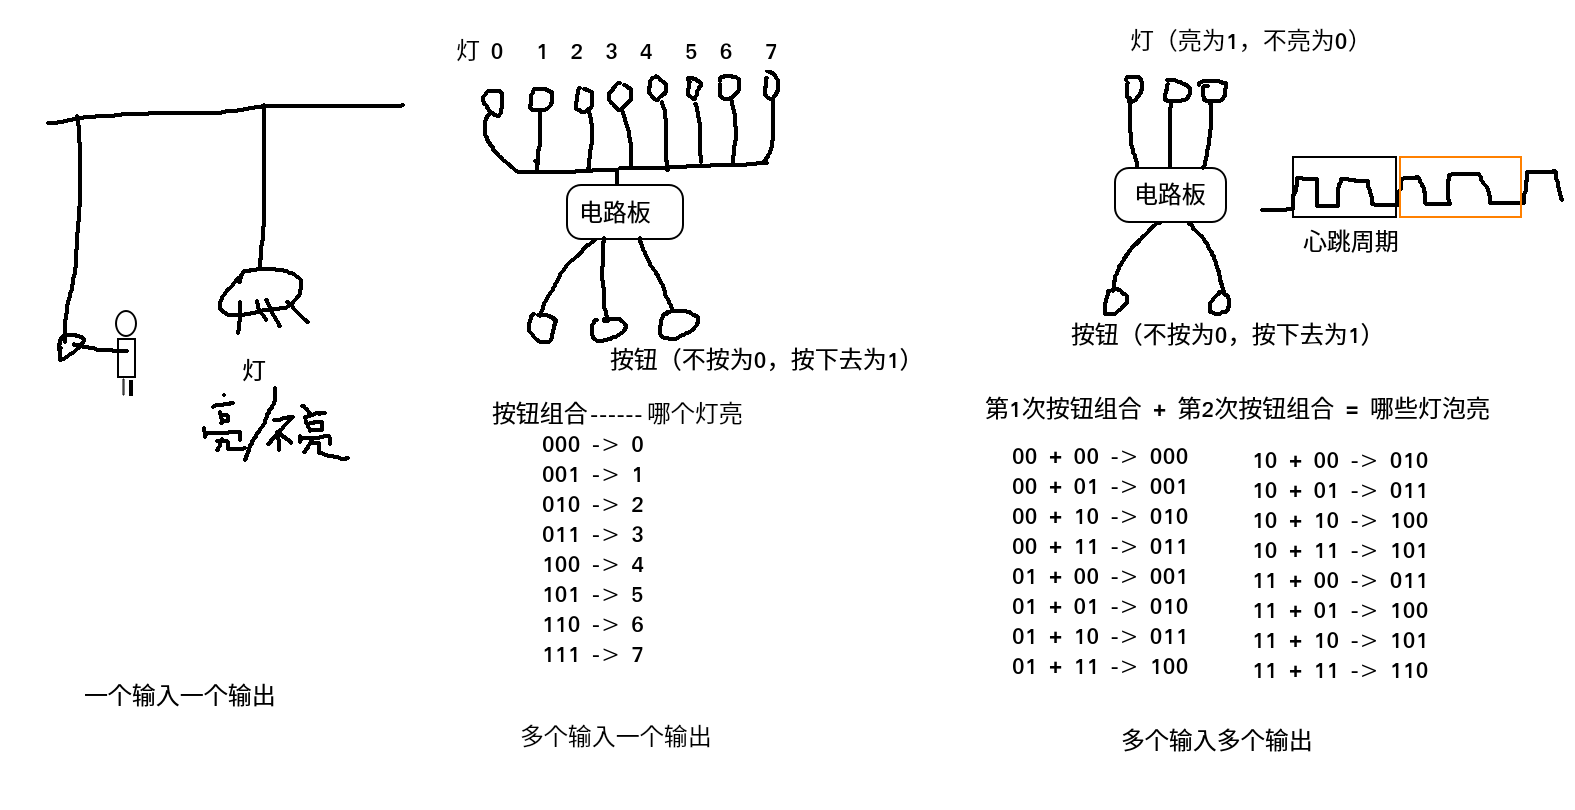 灯
亮/不亮
一个输入一个输出
灯 0 1 2 3 4 5 6 7
电路板
按钮（不按为0，按下去为1）
按钮组合------ 哪个灯亮
000 -> 0
001 -> 1
010 -> 2
011 -> 3
100 -> 4
101 -> 5
110 -> 6
111 -> 7
多个输入一个输出
灯（亮为1，不亮为0）
电路板
心跳周期
按钮（不按为0，按下去为1）
第1次按钮组合 + 第2次按钮组合 = 哪些灯泡亮
00 + 00 -> 000
00 + 01 -> 001
00 + 10 -> 010
00 + 11 -> 011
01 + 00 -> 001
01 + 01 -> 010
01 + 10 -> 011
01 + 11 -> 100
10 + 00 -> 010
10 + 01 -> 011
10 + 10 -> 100
10 + 11 -> 101
11 + 00 -> 011
11 + 01 -> 100
11 + 10 -> 101
11 + 11 -> 110
多个输入多个输出